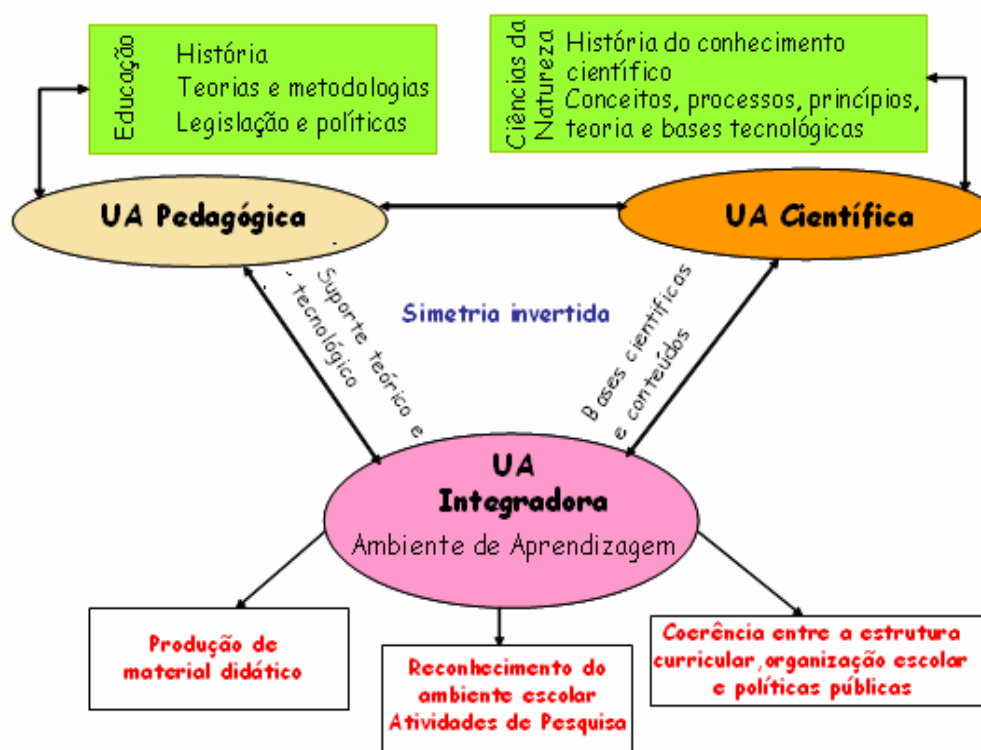 Educação
História
Teorias e metodologias
Legislação e políticas
Ciências da
Natureza
História do conhecimento
científico
Conceitos, processos, princípios,
teoria e bases tecnológicas
UA Pedagógica
UA Científica
Suporte teórico e
tecnológico
Simetria invertida
Bases científicas
e conteúdos
UA
Integradora
Ambiente de Aprendizagem
Produção de
material didático
Reconhecimento do
ambiente escolar
Atividades de Pesquisa
Coerência entre a estrutura
curricular, organização escolar
e políticas públicas